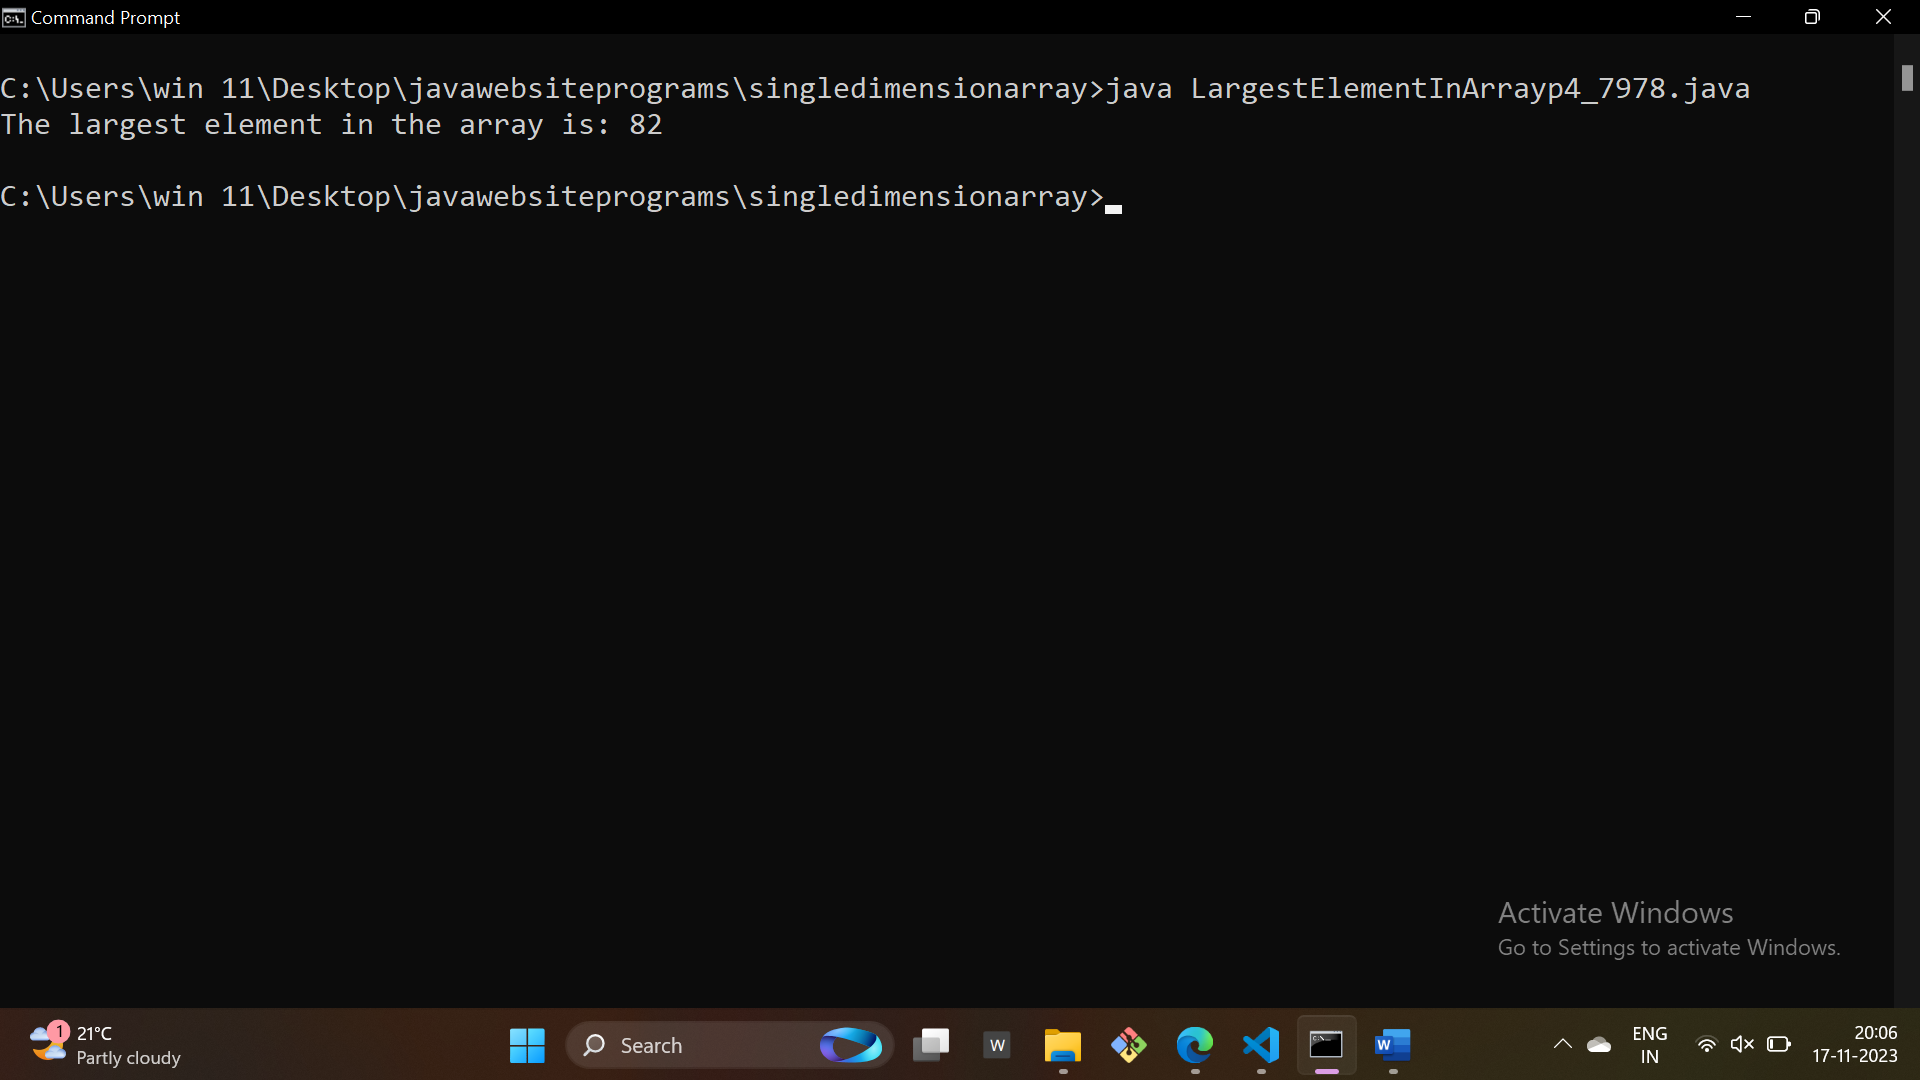 Command Prompt
C:\Users\win 11\Desktop\javawebsiteprograms\singledimensionarray>java LargestElementInArrayp4_7978.java
The largest element in the array is: 82
C:\Users\win 11\Desktop\javawebsiteprograms\singledimensionarray>
Activate Windows
Go to Settings to activate Windows.
1
21°C
Partly cloudy
Search
W
W
ENG
IN
20:06
17-11-2023